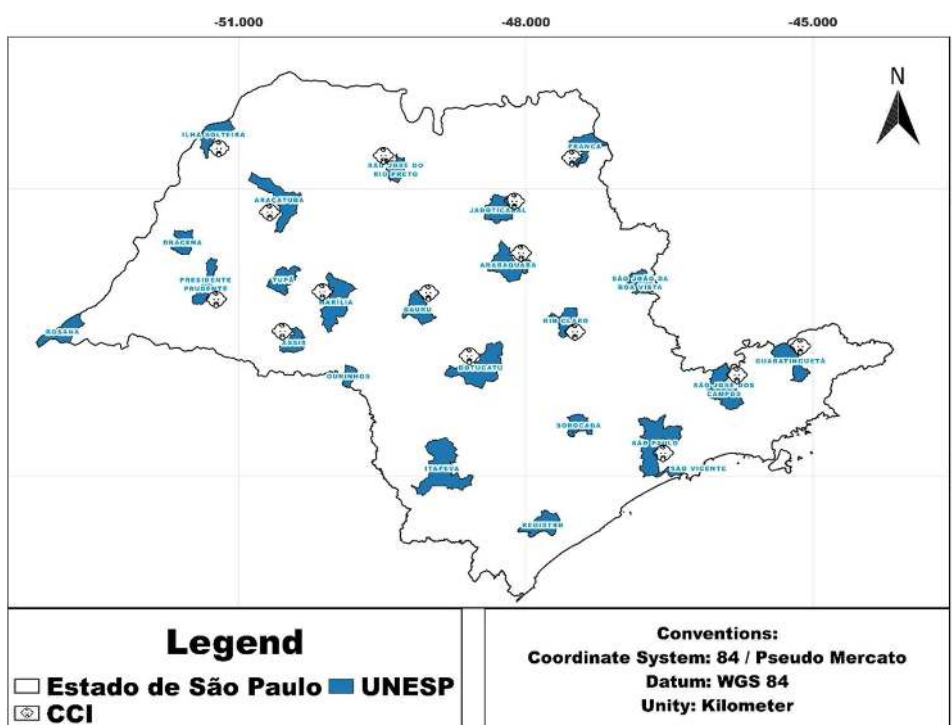 -51.000 -48.000 -45.000
N
ILHA SOLTEIRA
FRANCA
SÃO JOSÉ DO
RIO PRETO
ARAÇATUBA
JABOTICABAL
DRACENA
ARARAQUARA
PRESIDENTE
PRUDENTE
TUPÃ
SÃO JOÃO DA
BOA VISTA
MARÍLIA
BAURU
RIO CLARO
ROSANA
ASSIS
GUARATINGUETÁ
BOTUCATU
OURINHOS
SÃO JOSÉ DOS
CAMPOS
SOROCABA
SÃO PAULO
ITAPEVA
SÃO VICENTE
REGISTRO
Legend
Estado de São Paulo UNESP
CCI
Conventions:
Coordinate System: 84 / Pseudo Mercato
Datum: WGS 84
Unity: Kilometer